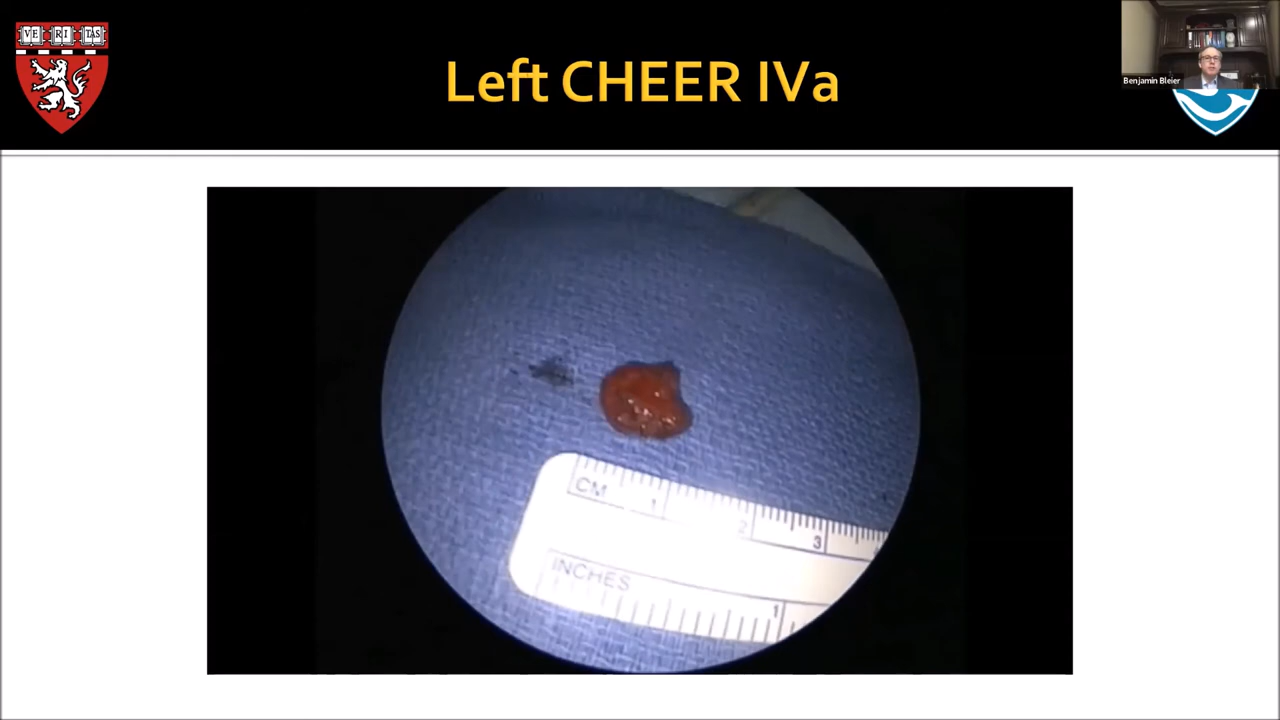 VE RI TAS
Left CHEER IVa
Benjamin Bleier
CM 1 2 3
INCHES
1